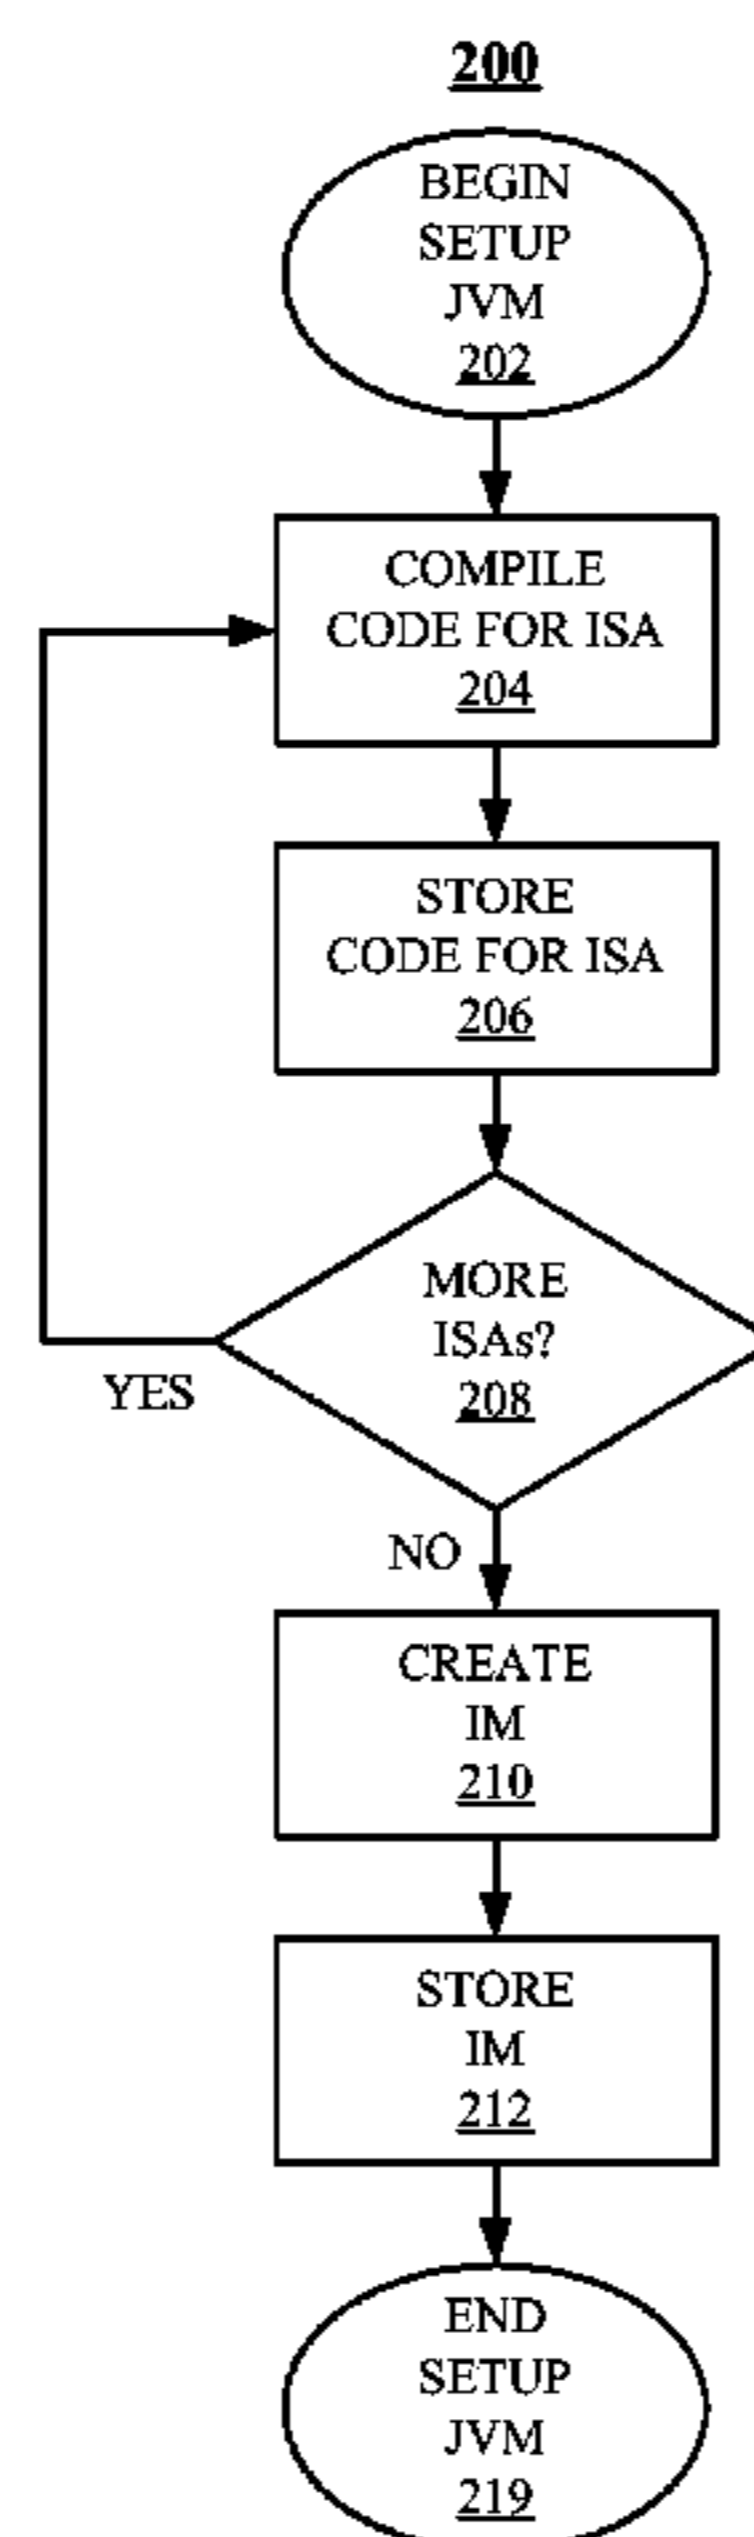 200
BEGIN
SETUP
JVM
202
COMPILE
CODE FOR ISA
204
STORE
CODE FOR ISA
206
MORE
ISAs?
208
YES
NO
CREATE
IM
210
STORE
IM
212
END
SETUP
JVM
219